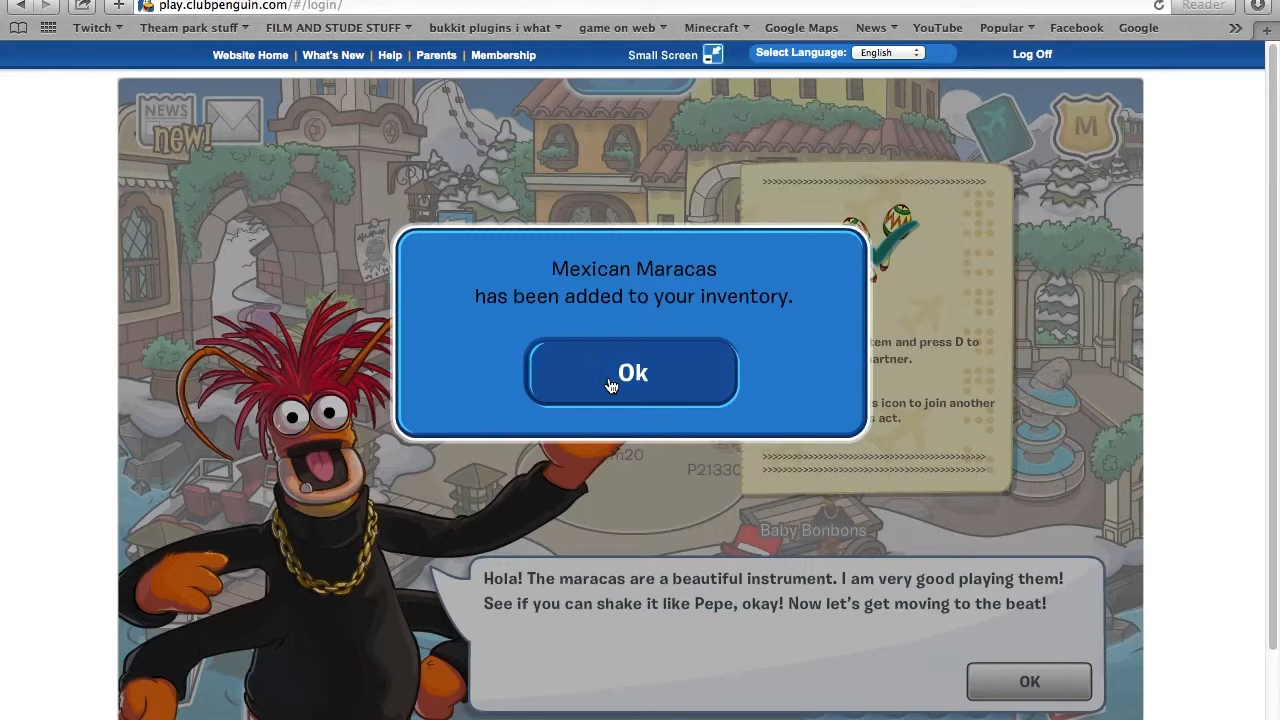 play.clubpenguin.com/#/login/
Reader
Twitch
Theam park stuff
FILM AND STUDE STUFF
bukkit plugins i what
game on web
Minecraft
Google Maps
News
YouTube
Popular
Facebook
Google
Website Home | What's New | Help | Parents | Membership
Small Screen
Select Language: English
Log Off
NEWS
new!
M
>>>>>>>>>>>>>>>>>>>>>>>>>>>>>>>>>>>>>>>
Mexican Maracas
has been added to your inventory.
Ok
tem and press D to
artner.
s icon to join another
s act.
m20
P21330
Baby Bonbons
Hola! The maracas are a beautiful instrument. I am very good playing them!
See if you can shake it like Pepe, okay! Now let's get moving to the beat!
OK